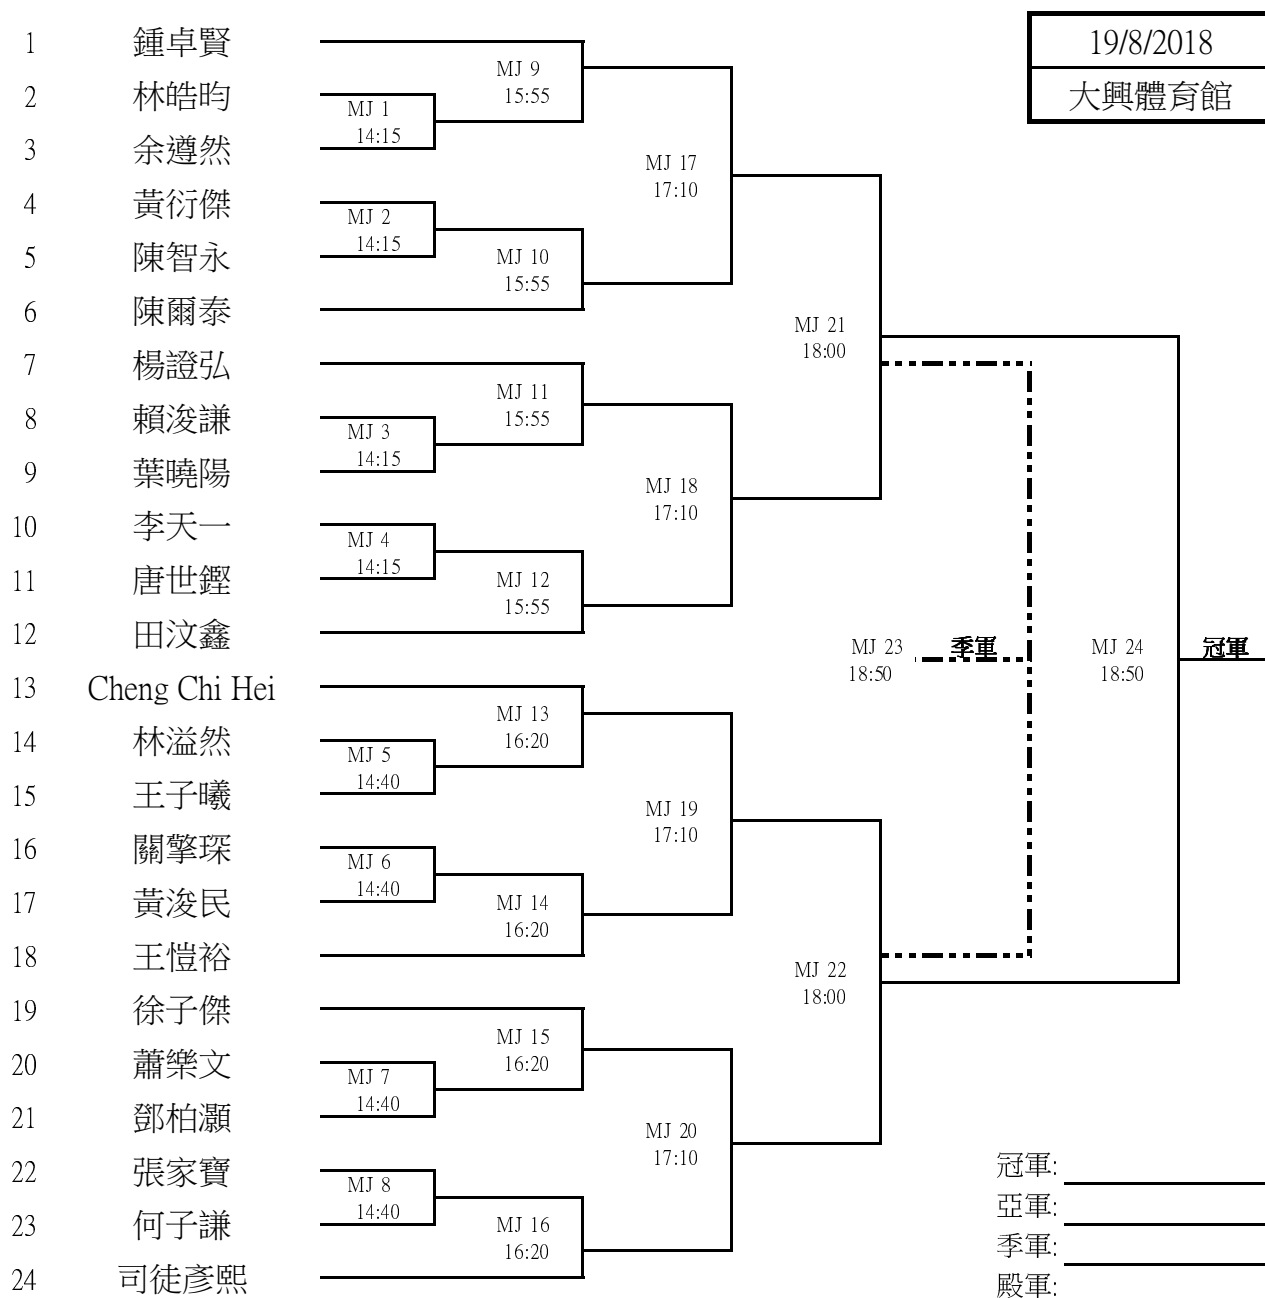 19/8/2018
大興體育館
1 鍾卓賢
2 林皓昀
3 余遵然
4 黃衍傑
5 陳智永
6 陳爾泰
7 楊證弘
8 賴浚謙
9 葉曉陽
10 李天一
11 唐世鏗
12 田汶鑫
13 Cheng Chi Hei
14 林溢然
15 王子曦
16 關擎琛
17 黃浚民
18 王愷裕
19 徐子傑
20 蕭樂文
21 鄧柏灝
22 張家寶
23 何子謙
24 司徒彥熙
MJ 1
14:15
MJ 2
14:15
MJ 3
14:15
MJ 4
14:15
MJ 5
14:40
MJ 6
14:40
MJ 7
14:40
MJ 8
14:40
MJ 9
15:55
MJ 10
15:55
MJ 11
15:55
MJ 12
15:55
MJ 13
16:20
MJ 14
16:20
MJ 15
16:20
MJ 16
16:20
MJ 17
17:10
MJ 18
17:10
MJ 19
17:10
MJ 20
17:10
MJ 21
18:00
MJ 22
18:00
MJ 23 季軍
18:50
MJ 24 冠軍
18:50
冠軍:
亞軍:
季軍:
殿軍: